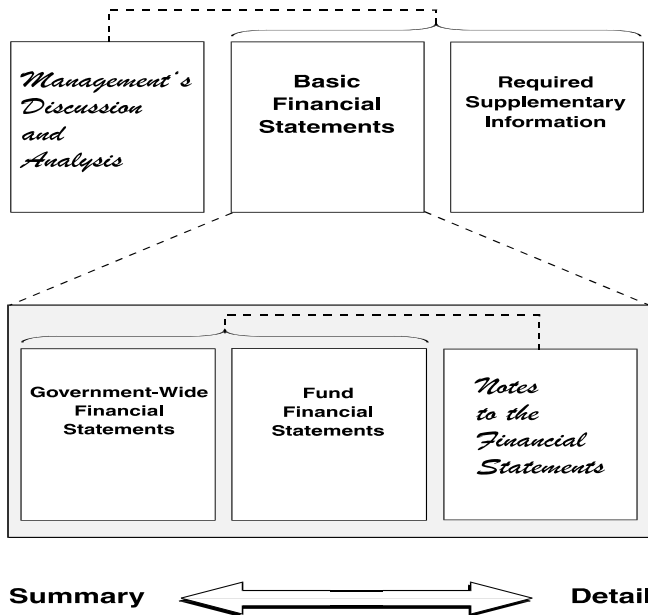 Management's
Discussion
and
Analysis
Basic
Financial
Statements
Required
Supplementary
Information
Government-Wide
Financial
Statements
Fund
Financial
Statements
Notes
to the
Financial
Statements
Summary
Detail